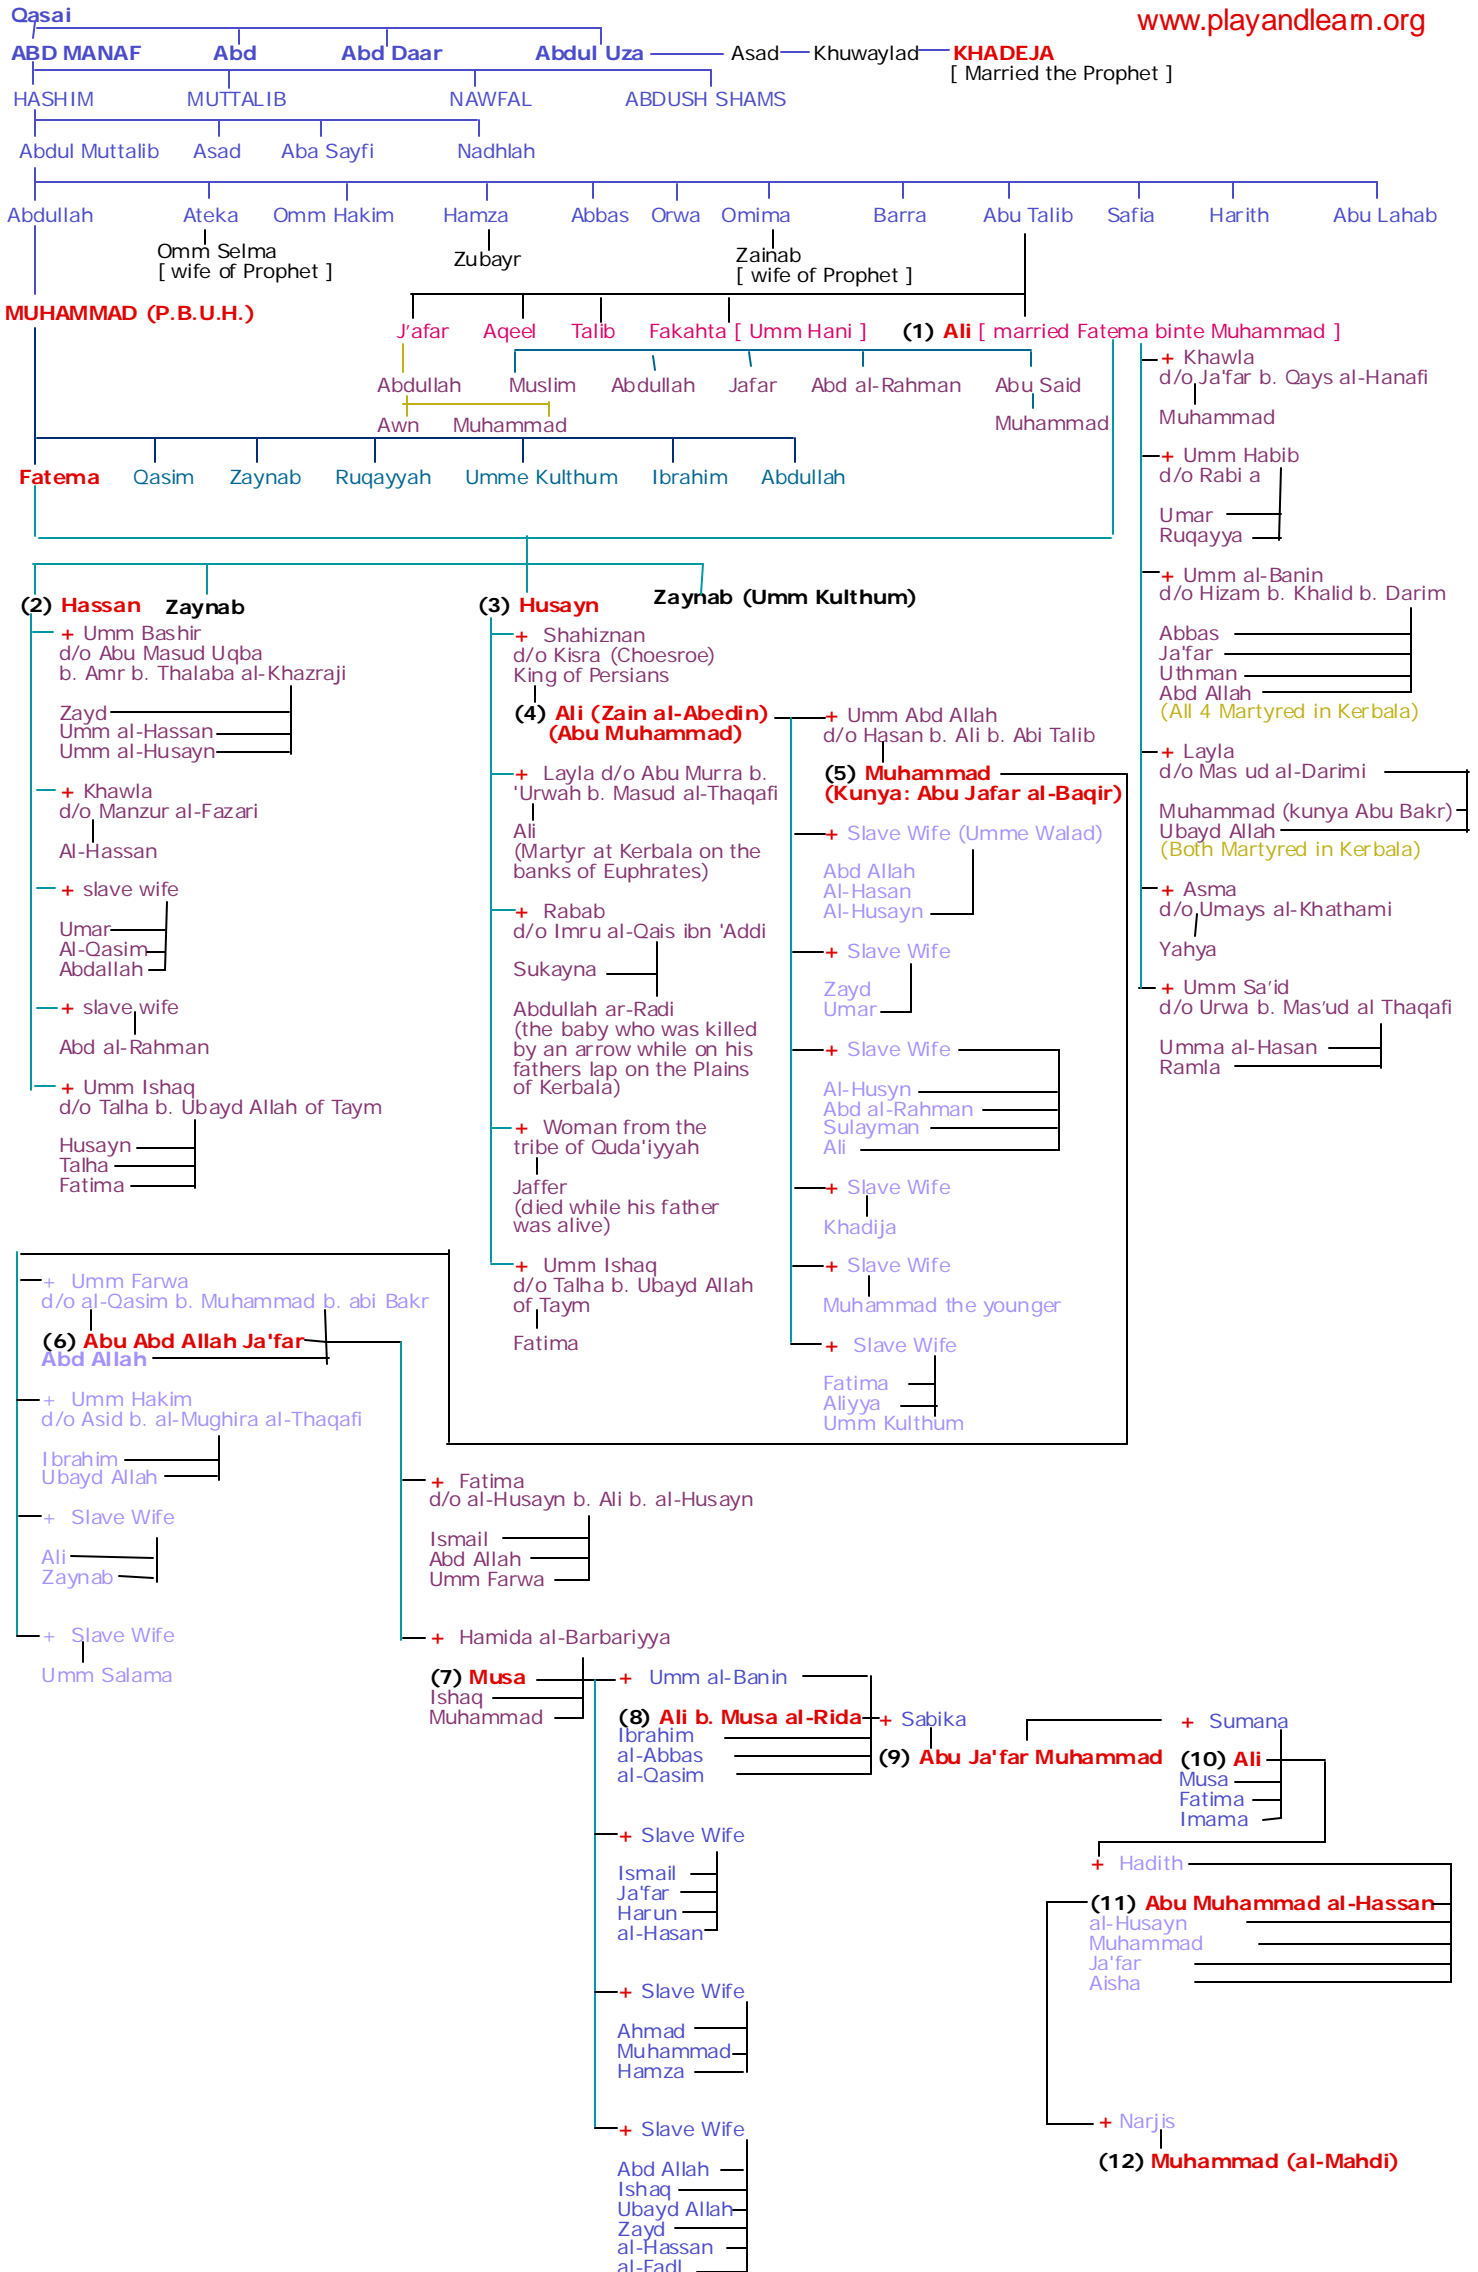 Qasai
www.playandlearn.org
ABD MANAF Abd Abd Daar Abdul Uza Asad Khuwaylad KHADEJA
[ Married the Prophet ]
HASHIM MUTTALIB NAWFAL ABDUSH SHAMS
Abdul Muttalib Asad Aba Sayfi Nadhlah
Abdullah Ateka Omm Hakim Hamza Abbas Orwa Omima Barra Abu Talib Safia Harith Abu Lahab
Omm Selma
[ wife of Prophet ]
Zubayr
Zainab
[ wife of Prophet ]
MUHAMMAD (P.B.U.H.)
J'afar Aqeel Talib Fakahta [ Umm Hani ] (1) Ali [ married Fatema binte Muhammad ]
Abdullah Muslim Abdullah Jafar Abd al-Rahman Abu Said
Awn Muhammad Muhammad
Fatema Qasim Zaynab Ruqayyah Umme Kulthum Ibrahim Abdullah
+ Khawla
d/o Ja'far b. Qays al-Hanafi
Muhammad
+ Umm Habib
d/o Rabi a
Umar
Ruqayya
+ Umm al-Banin
d/o Hizam b. Khalid b. Darim
Abbas
Ja'far
Uthman
Abd Allah
(All 4 Martyred in Kerbala)
+ Layla
d/o Mas ud al-Darimi
Muhammad (kunya Abu Bakr)
Ubayd Allah
(Both Martyred in Kerbala)
+ Asma
d/o Umays al-Khathami
Yahya
+ Umm Sa'id
d/o Urwa b. Mas'ud al Thaqafi
Umma al-Hasan
Ramla
(2) Hassan Zaynab (3) Husayn Zaynab (Umm Kulthum)
+ Umm Bashir
d/o Abu Masud Uqba
b. Amr b. Thalaba al-Khazraji
Zayd
Umm al-Hassan
Umm al-Husayn
+ Khawla
d/o Manzur al-Fazari
Al-Hassan
+ slave wife
Umar
Al-Qasim
Abdallah
+ slave wife
Abd al-Rahman
+ Umm Ishaq
d/o Talha b. Ubayd Allah of Taym
Husayn
Talha
Fatima
+ Shahiznan
d/o Kisra (Choesroe)
King of Persians
(4) Ali (Zain al-Abedin)
(Abu Muhammad)
+ Layla d/o Abu Murra b.
'Urwah b. Masud al-Thaqafi
Ali
(Martyr at Kerbala on the
banks of Euphrates)
+ Rabab
d/o Imru al-Qais ibn 'Addi
Sukayna
Abdullah ar-Radi
(the baby who was killed
by an arrow while on his
fathers lap on the Plains
of Kerbala)
+ Woman from the
tribe of Quda'iyyah
Jaffer
(died while his father
was alive)
+ Umm Ishaq
d/o Talha b. Ubayd Allah
of Taym
Fatima
+ Umm Abd Allah
d/o Hasan b. Ali b. Abi Talib
(5) Muhammad
(Kunya: Abu Jafar al-Baqir)
+ Slave Wife (Umme Walad)
Abd Allah
Al-Hasan
Al-Husayn
+ Slave Wife
Zayd
Umar
+ Slave Wife
Al-Husyn
Abd al-Rahman
Sulayman
Ali
+ Slave Wife
Khadija
+ Slave Wife
Muhammad the younger
+ Slave Wife
Fatima
Aliyya
Umm Kulthum
+ Umm Farwa
d/o al-Qasim b. Muhammad b. abi Bakr
(6) Abu Abd Allah Ja'far
Abd Allah
+ Umm Hakim
d/o Asid b. al-Mughira al-Thaqafi
Ibrahim
Ubayd Allah
+ Slave Wife
Ali
Zaynab
+ Slave Wife
Umm Salama
+ Fatima
d/o al-Husayn b. Ali b. al-Husayn
Ismail
Abd Allah
Umm Farwa
+ Hamida al-Barbariyya
(7) Musa
Ishaq
Muhammad
+ Umm al-Banin
(8) Ali b. Musa al-Rida
Ibrahim
al-Abbas
al-Qasim
+ Slave Wife
Ismail
Ja'far
Harun
al-Hasan
+ Slave Wife
Ahmad
Muhammad
Hamza
+ Slave Wife
Abd Allah
Ishaq
Ubayd Allah
Zayd
al-Hassan
al-Fadl
+ Sabika
(9) Abu Ja'far Muhammad
+ Sumana
(10) Ali
Musa
Fatima
Imama
+ Hadith
(11) Abu Muhammad al-Hassan
al-Husayn
Muhammad
Ja'far
Aisha
+ Narjis
(12) Muhammad (al-Mahdi)